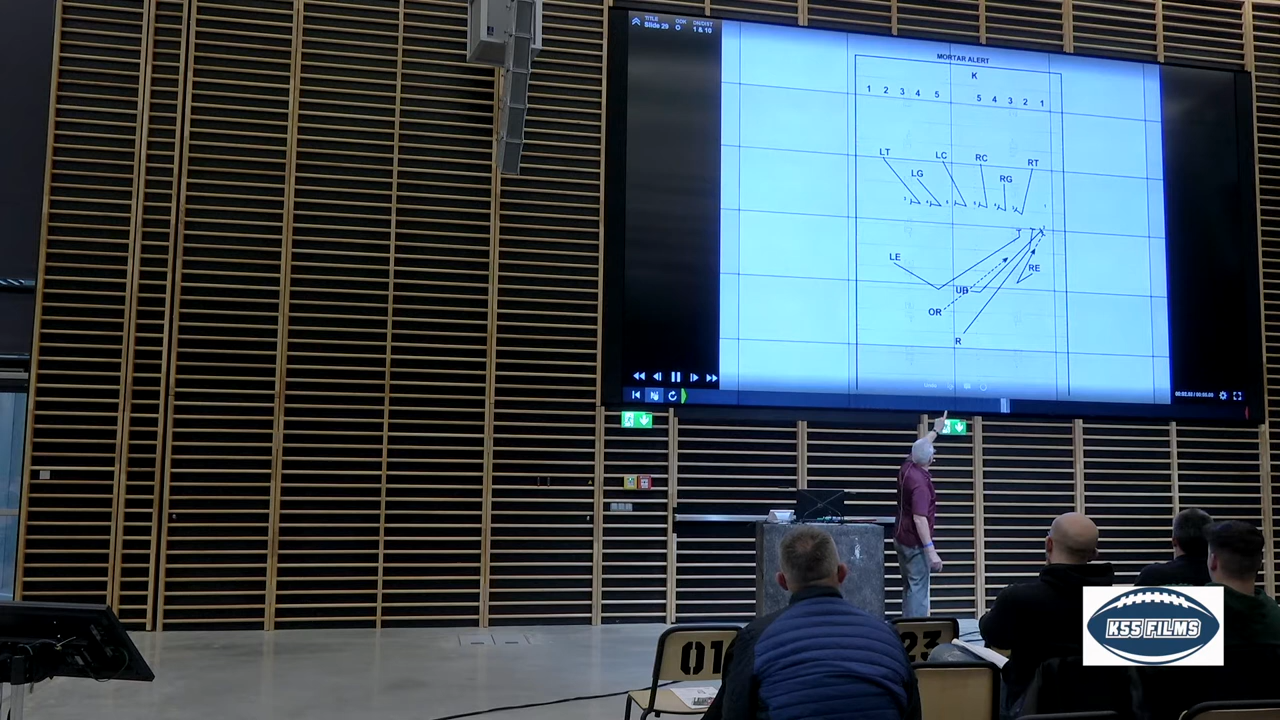 TITLE ODK DN/DIST
Slide 29 O 1 & 10
MORTAR ALERT
K
1 2 3 4 5 5 4 3 2 1
LT LC RC RT
LG RG
LE RE
UB
OR
R
01
23
K55 FILMS